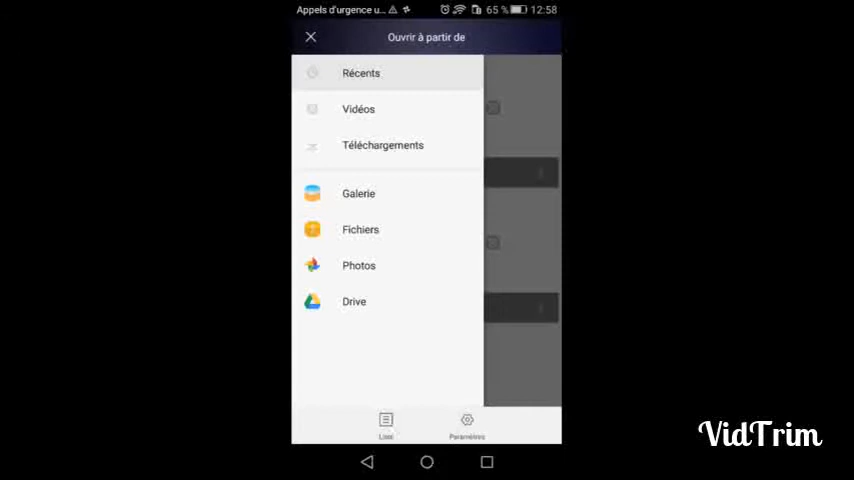 Appels d'urgence u... 65 % 12:58
Ouvrir à partir de
Récents
Vidéos
Téléchargements
Galerie
Fichiers
Photos
Drive
Liste Paramètres
VidTrim